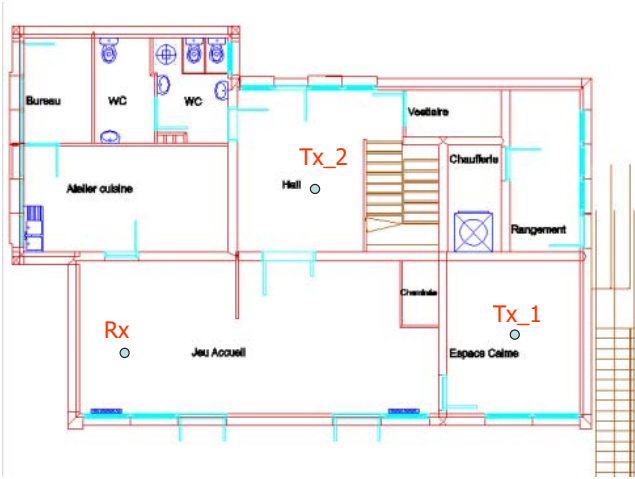 Bureau
WC
WC
Vestiaire
Tx_2
Chaufferie
Atelier cuisine
Hall
Rangement
Cheminée
Tx_1
Rx
Jeu Accueil
Espace Calme